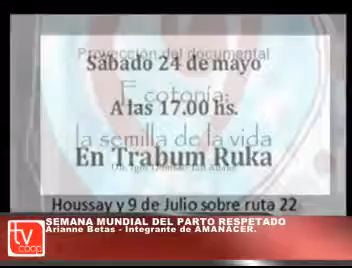 Proyección del documental
Sábado 24 de mayo
Ecotonía:
A las 17.00 hs.
la semilla de la vida
En Trabum Ruka
Houssay y 9 de Julio sobre ruta 22
SEMANA MUNDIAL DEL PARTO RESPETADO
Arianne Betas - Integrante de AMANACER.
tv
coop